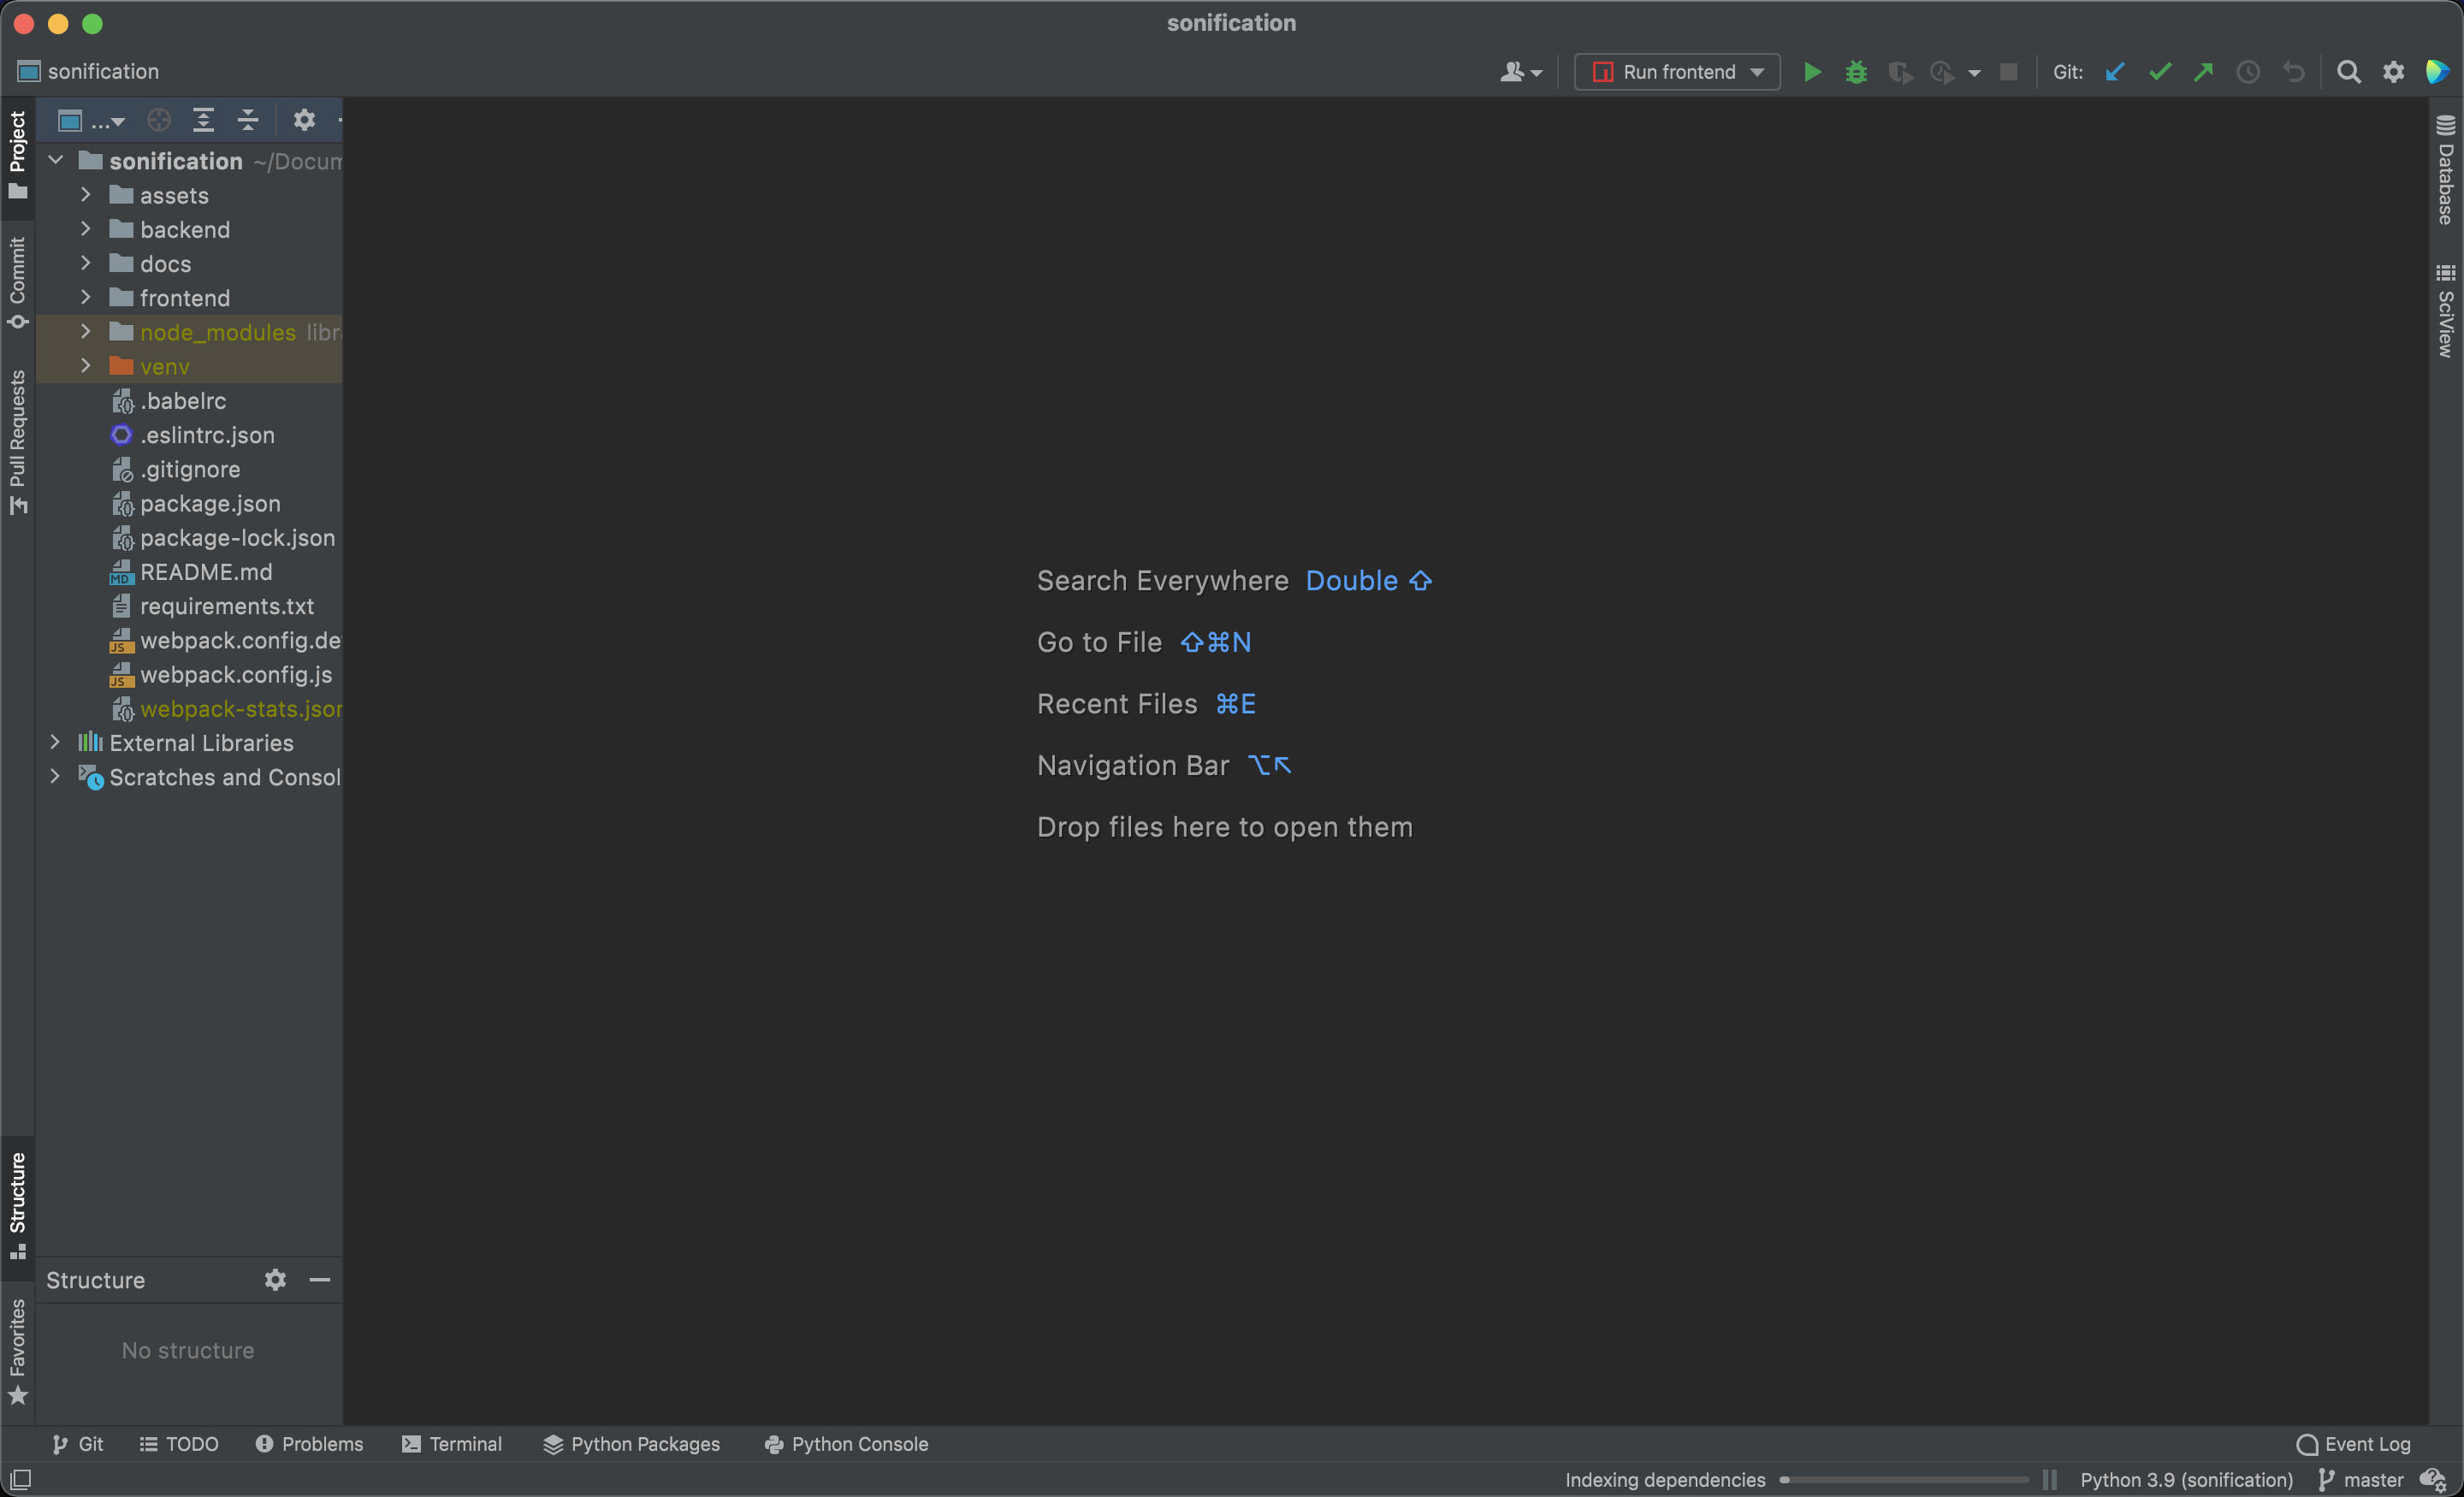 sonification
sonification
Run frontend
Git:
...
Project
Commit
Pull Requests
Structure
Favorites
sonification ~/Docum
assets
backend
docs
frontend
node_modules libr
venv
.babelrc
.eslintrc.json
.gitignore
package.json
package-lock.json
MD README.md
requirements.txt
JS webpack.config.de
JS webpack.config.js
webpack-stats.json
External Libraries
Scratches and Consol
Structure
No structure
Search Everywhere Double ⇧
Go to File ⇧⌘N
Recent Files ⌘E
Navigation Bar ⌥↖
Drop files here to open them
Database
SciView
Git TODO Problems Terminal Python Packages Python Console Event Log
Indexing dependencies Python 3.9 (sonification) master